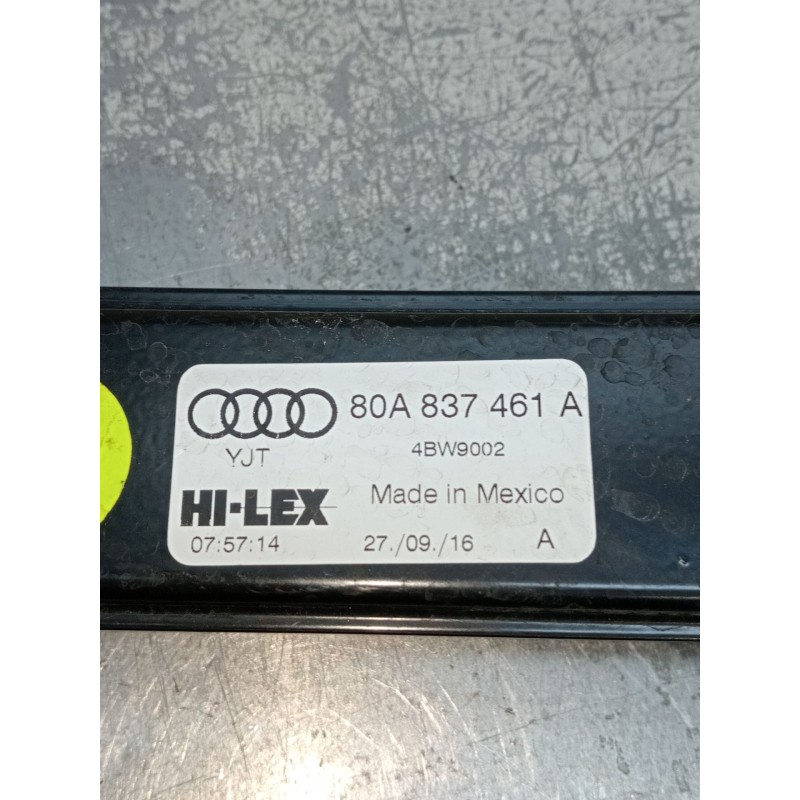 80A 837 461 A
YJT 4BW9002
HI-LEX Made in Mexico
07:57:14 27./09./16 A